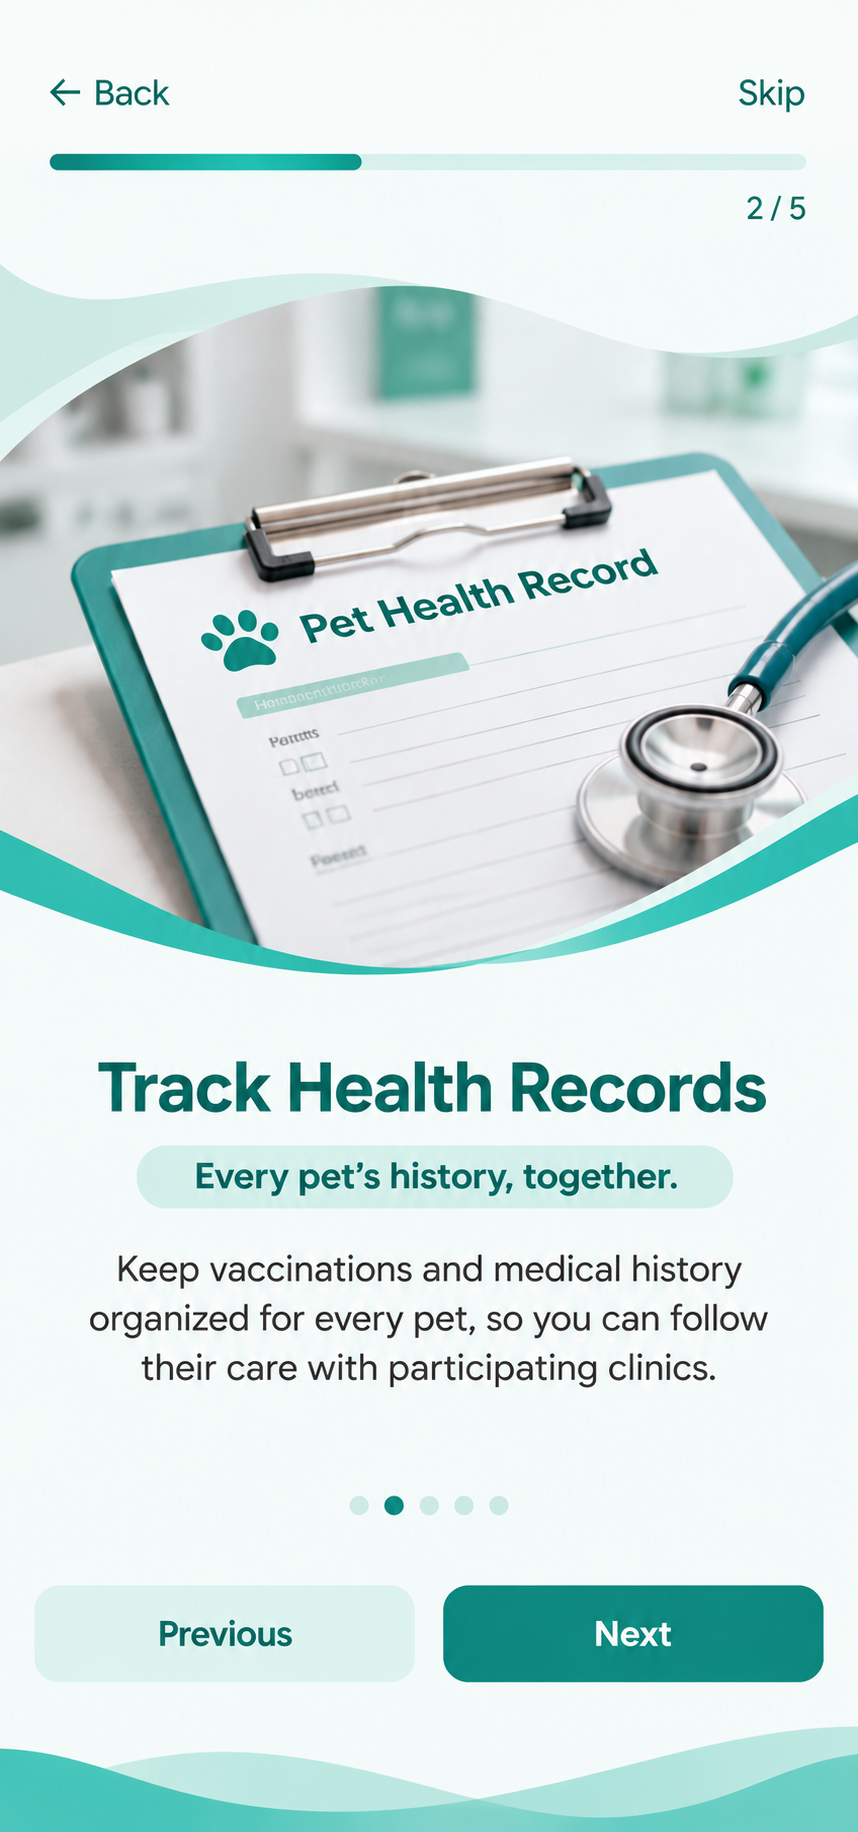 ← Back
Skip
2 / 5
Pet Health Record
Track Health Records
Every pet’s history, together.
Keep vaccinations and medical history
organized for every pet, so you can follow
their care with participating clinics.
Previous
Next